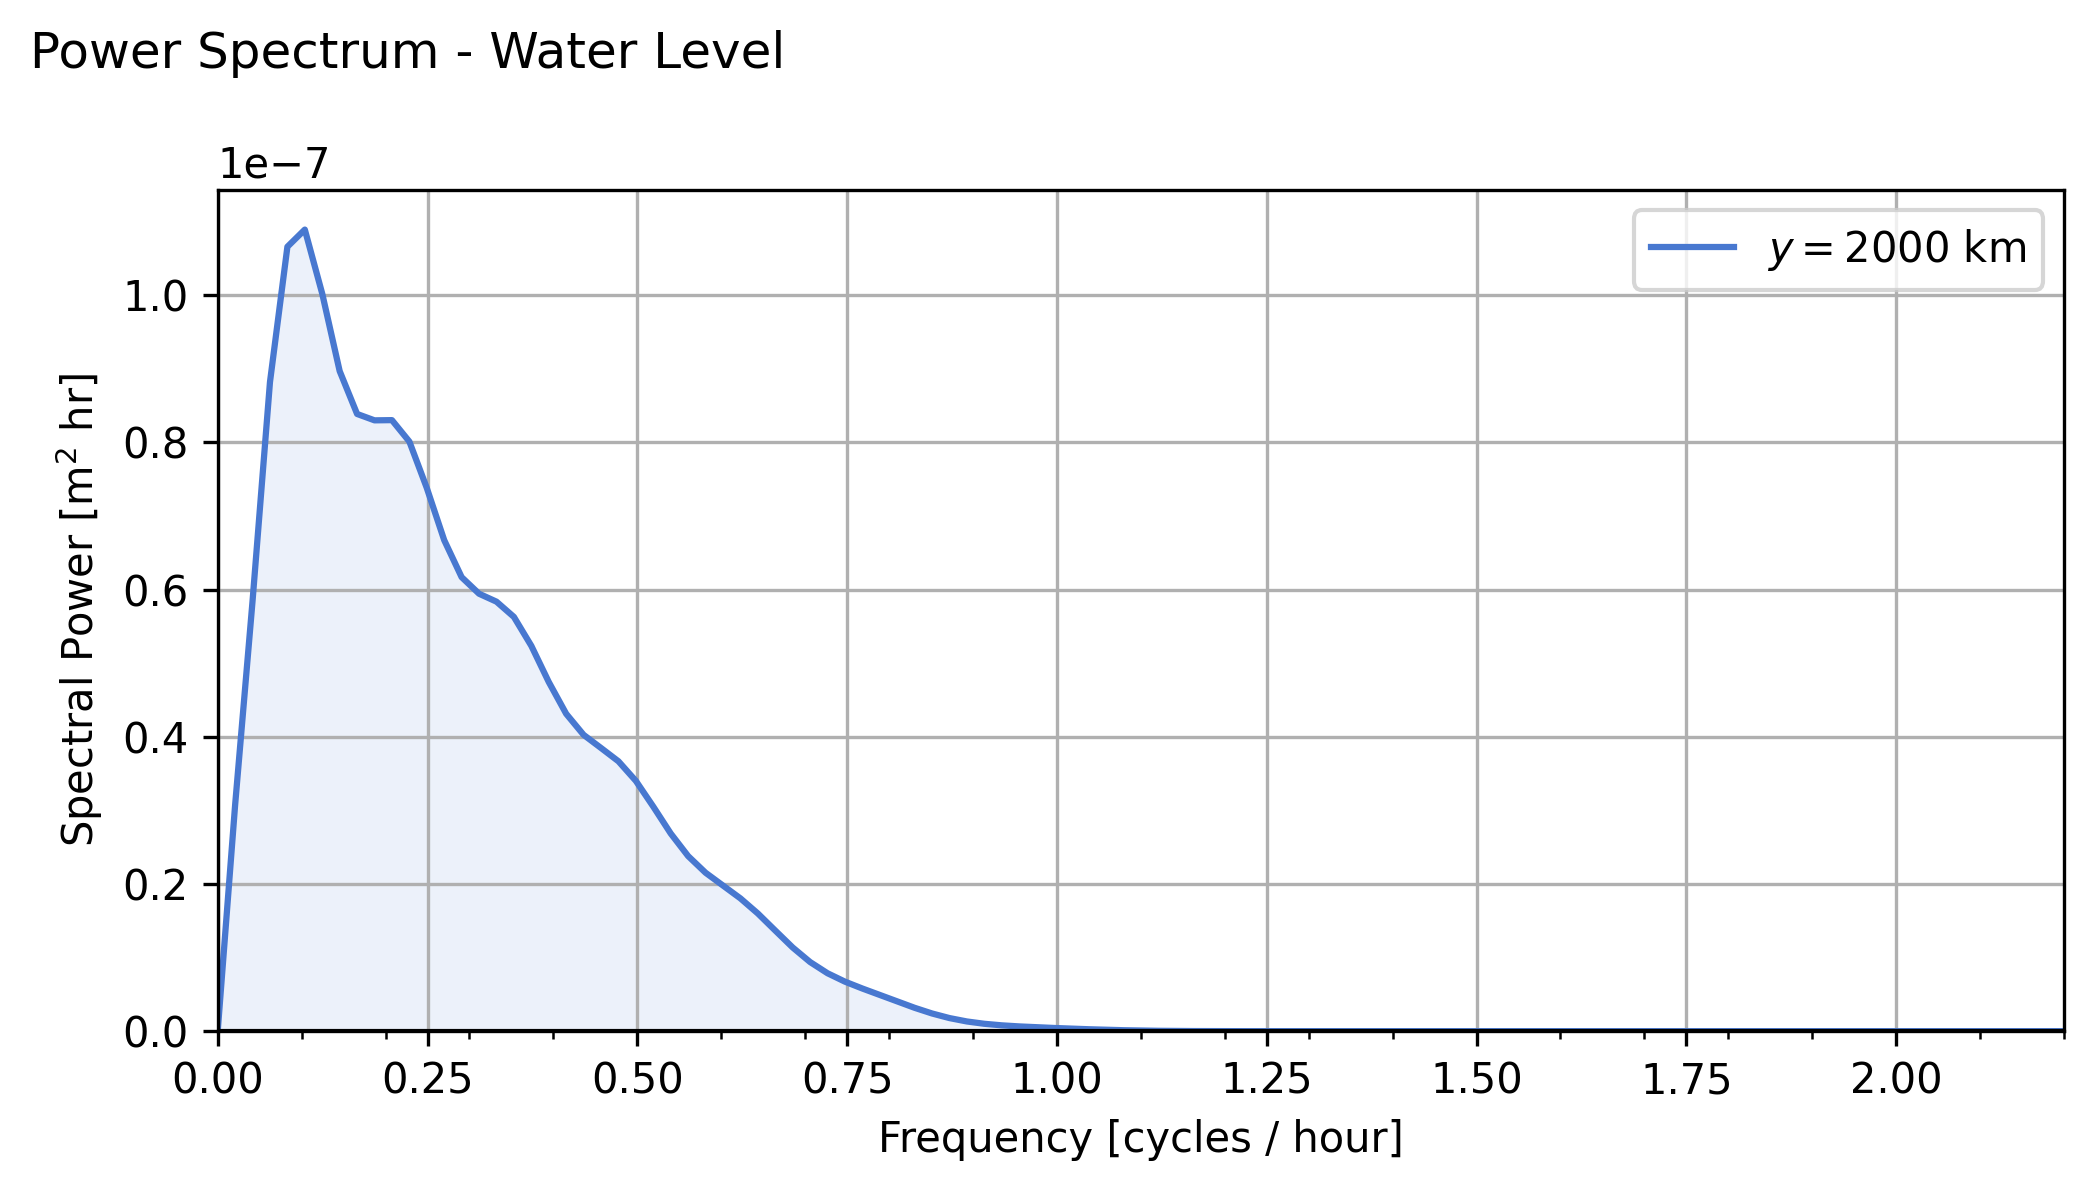 Power Spectrum - Water Level
1e−7
y = 2000 km
1.0
0.8
0.6
0.4
0.2
0.0
Spectral Power [m² hr]
0.00 0.25 0.50 0.75 1.00 1.25 1.50 1.75 2.00
Frequency [cycles / hour]